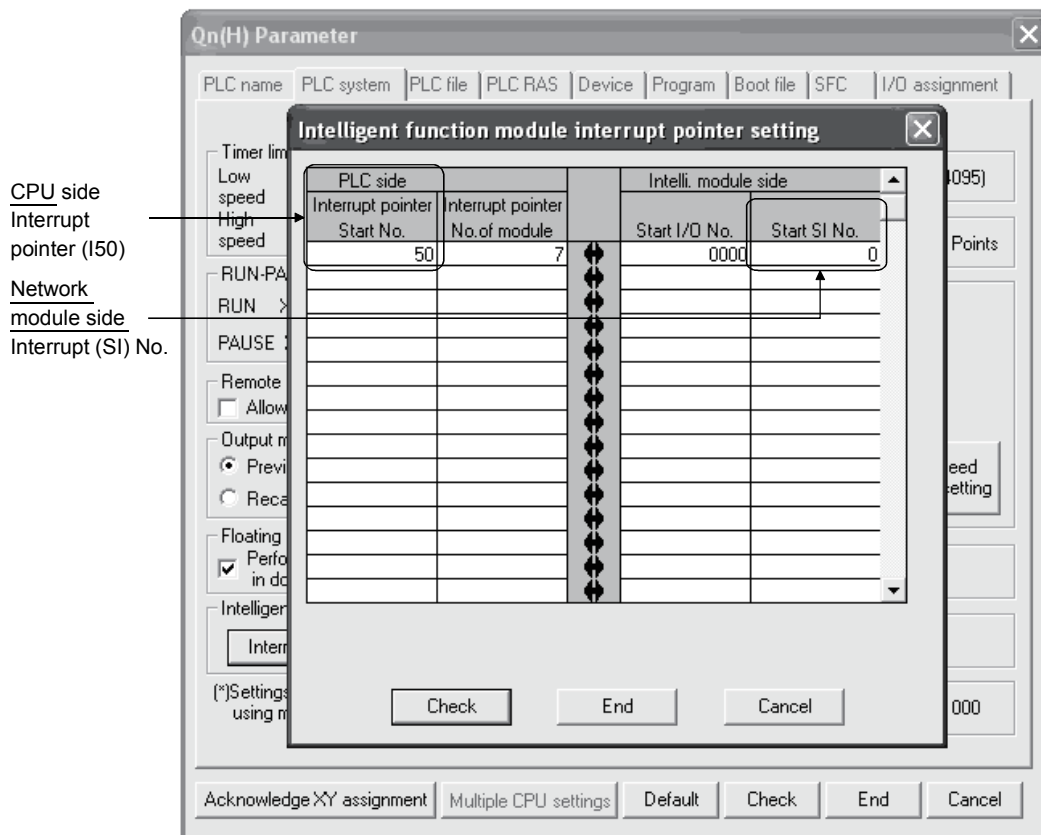 Qn(H) Parameter
PLC name PLC system PLC file PLC RAS Device Program Boot file SFC I/O assignment
Intelligent function module interrupt pointer setting
Timer lim
Low
speed
High
speed
CPU side
Interrupt
pointer (I50)
Network
module side
Interrupt (SI) No.
PLC side Intelli. module side
Interrupt pointer Interrupt pointer
Start No. No.of module Start I/O No. Start SI No.
50 7 0000 0
4095)
Points
RUN-PA
RUN
PAUSE
Remote
Allow
Output m
Previ
Reca
eed
etting
Floating
Perfo
in do
Intelliger
Interr
(*)Settings
using m
Check End Cancel
000
Acknowledge XY assignment Multiple CPU settings Default Check End Cancel